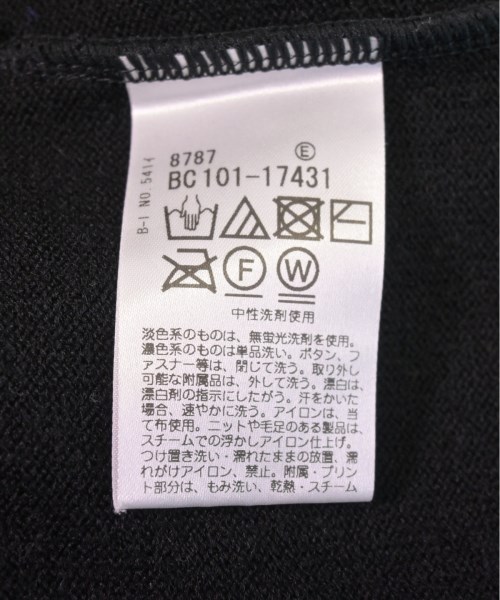 8787 Ⓔ
BC101-17431
B-I NO.541イ
F W
中性洗剤使用
淡色系のものは、無蛍光洗剤を使用。
濃色系のものは単品洗い。ボタン、フ
ァスナー等は、閉じて洗う。取り外し
可能な附属品は、外して洗う。漂白は、
漂白剤の指示にしたがう。汗をかいた
場合、速やかに洗う。アイロンは、当
て布使用。ニットや毛足のある製品は、
スチームでの浮かしアイロン仕上げ。
つけ置き洗い・濡れたままの放置、濡
れがけアイロン、禁止。附属・プリン
ト部分は、もみ洗い、乾熱・スチーム